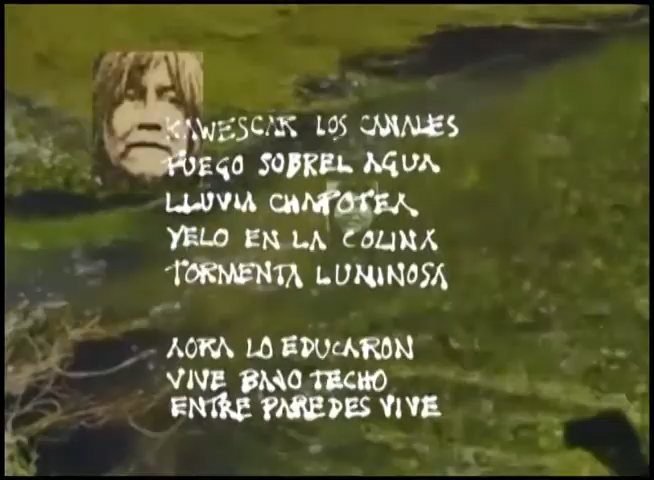 KAWESCAR LOS CANALES
FUEGO SOBREL AGUA
LLUVIA CHAPOTEA
YELO EN LA COLINA
TORMENTA LUMINOSA
AORA LO EDUCARON
VIVE BAJO TECHO
ENTRE PAREDES VIVE